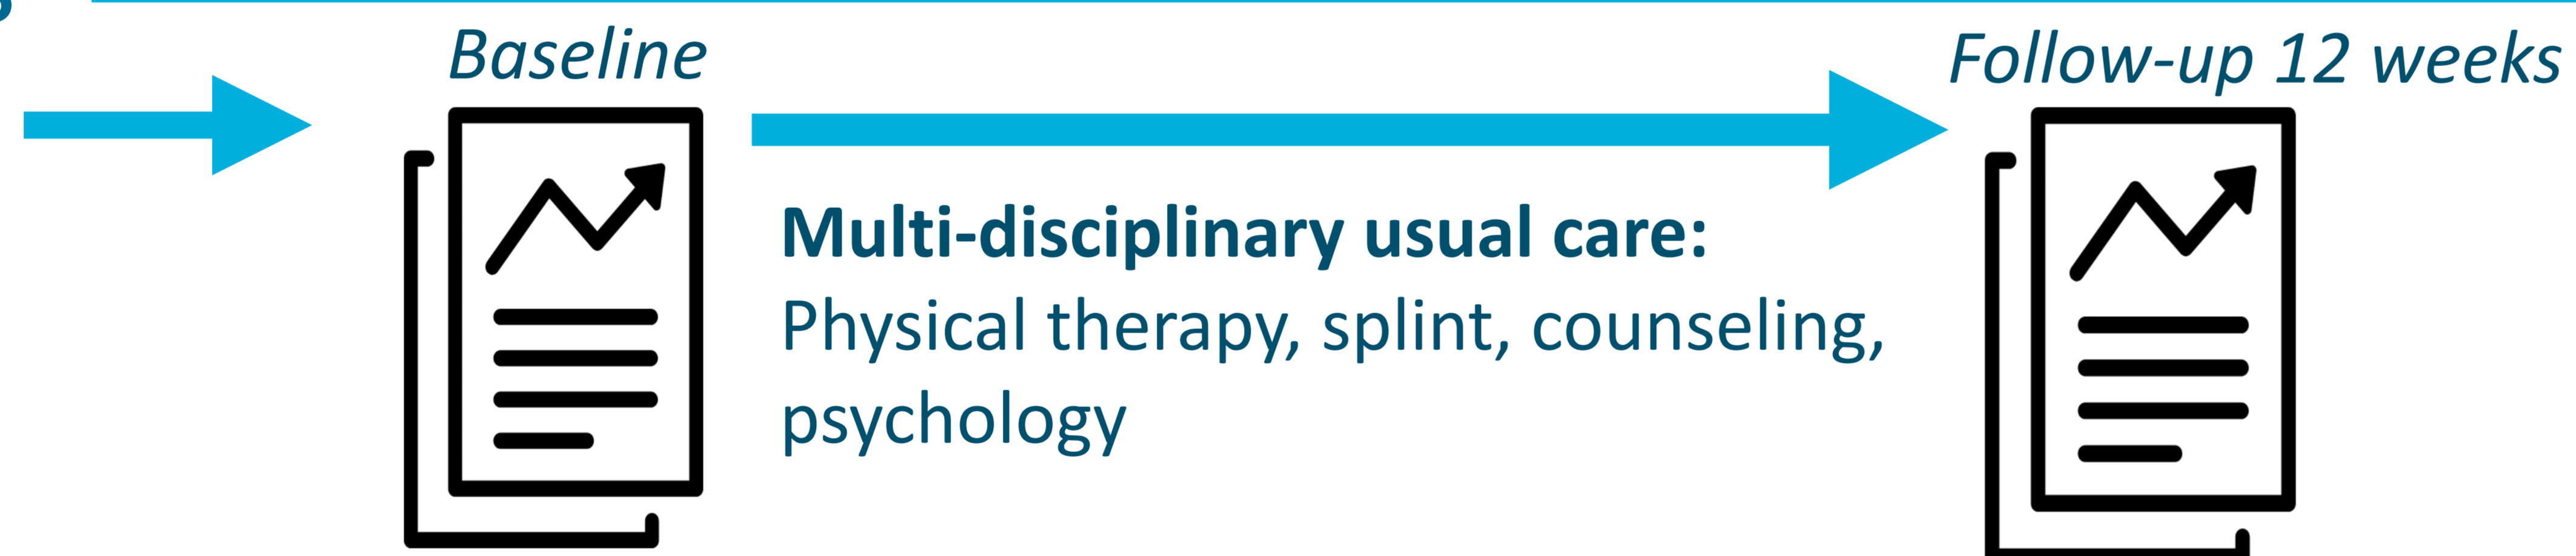 Baseline
Follow-up 12 weeks
Multi-disciplinary usual care:
Physical therapy, splint, counseling,
psychology